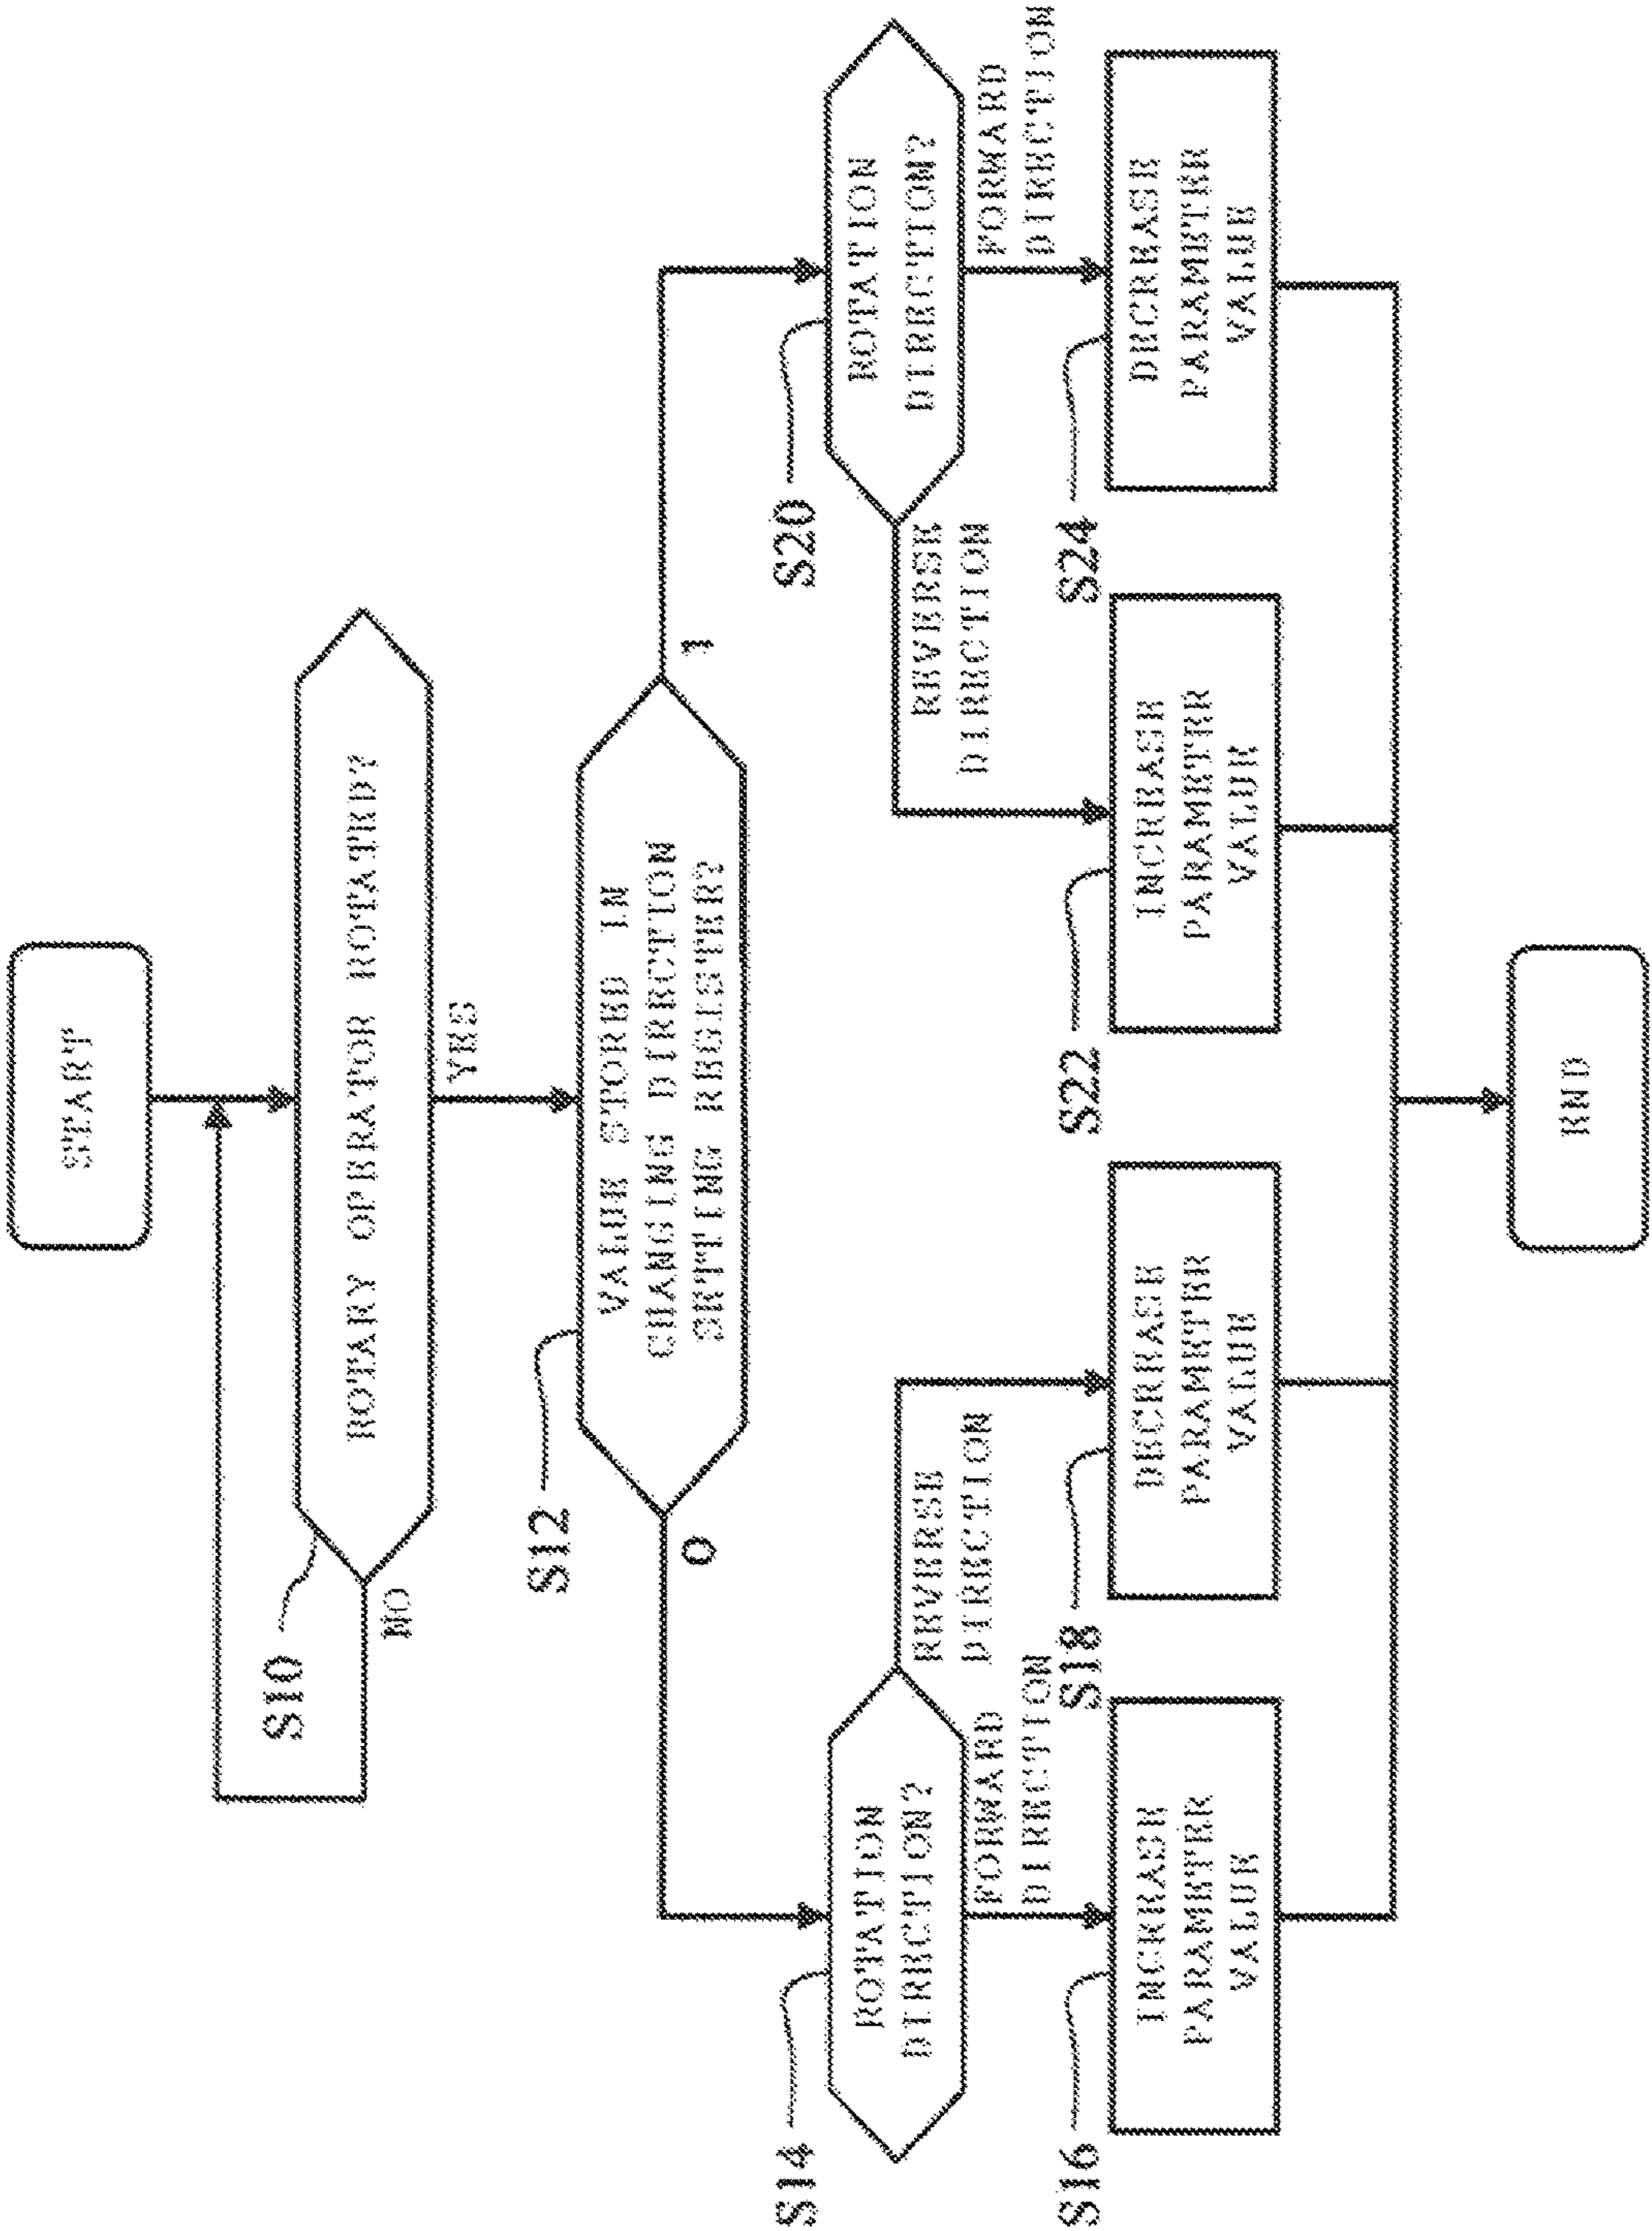 START
S10
ROTARY OPERATOR ROTATED?
NO
YES
S12
VALUE STORED IN
CHANGING DIRECTION
SETTING REGISTER?
0
1
S14
ROTATION
DIRECTION?
REVERSE
DIRECTION
FORWARD
DIRECTION
S20
ROTATION
DIRECTION?
REVERSE
DIRECTION
FORWARD
DIRECTION
S16
INCREASE
PARAMETER
VALUE
S18
DECREASE
PARAMETER
VALUE
S22
INCREASE
PARAMETER
VALUE
S24
DECREASE
PARAMETER
VALUE
END